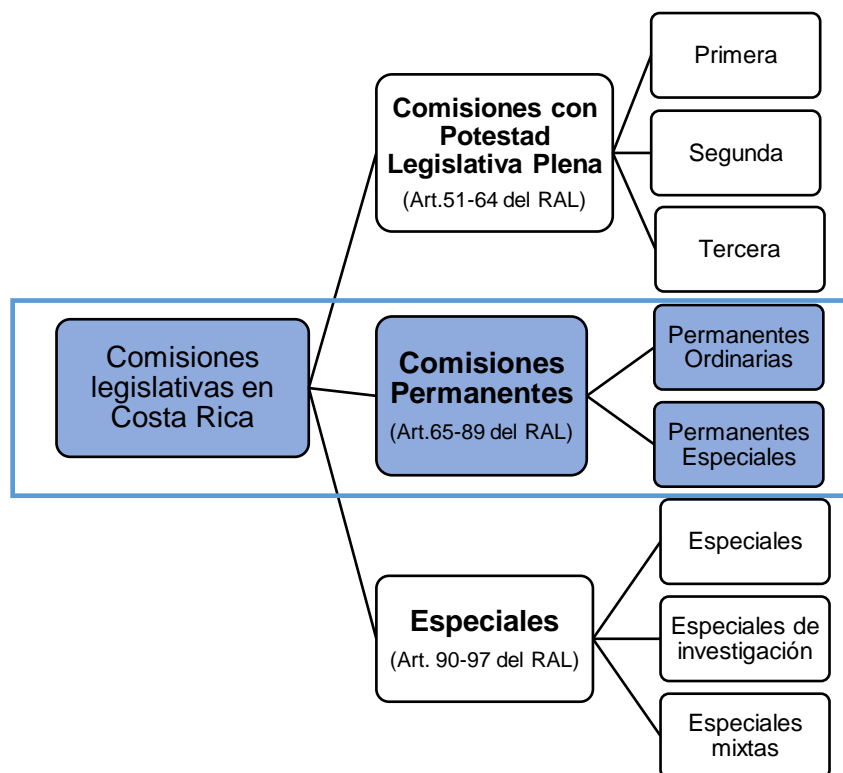 Comisiones
legislativas en
Costa Rica
Comisiones con
Potestad
Legislativa Plena
(Art.51-64 del RAL)
Primera
Segunda
Tercera
Comisiones
Permanentes
(Art.65-89 del RAL)
Permanentes
Ordinarias
Permanentes
Especiales
Especiales
(Art. 90-97 del RAL)
Especiales
Especiales de
investigación
Especiales
mixtas